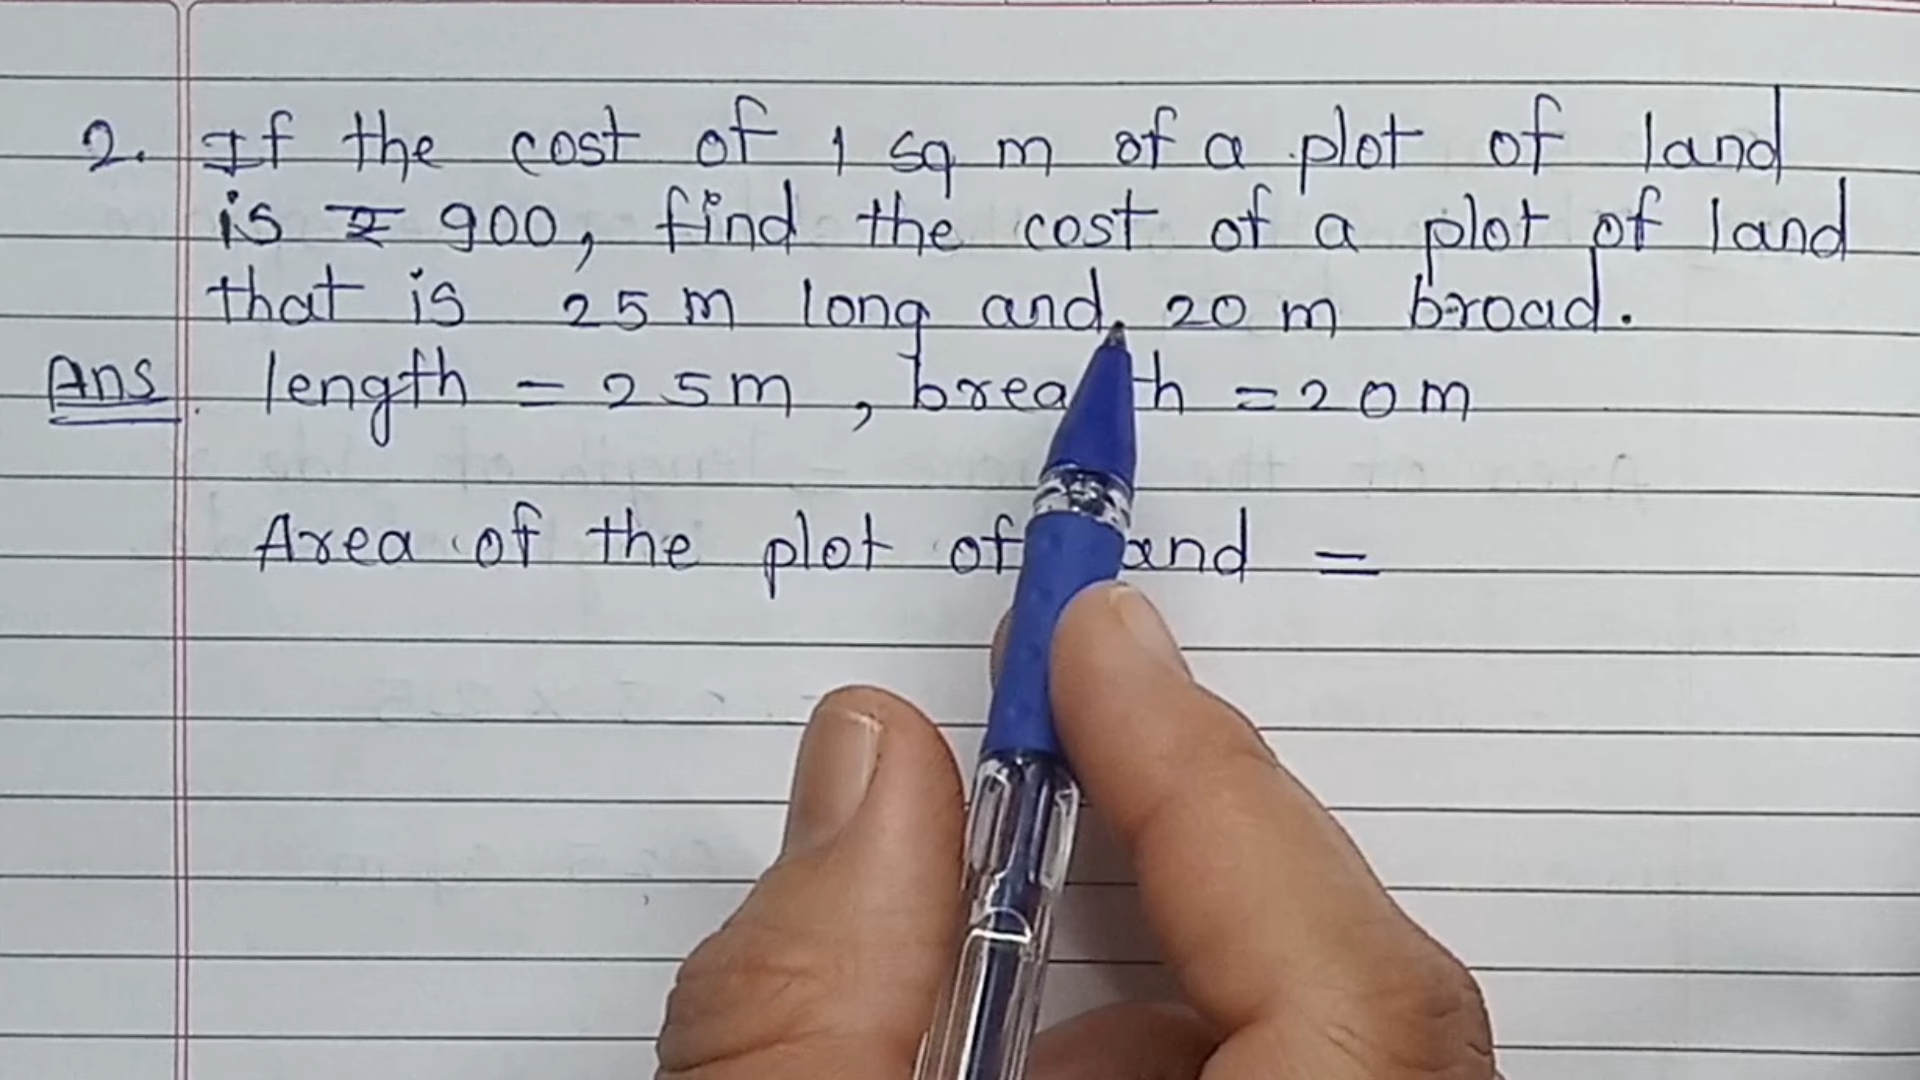 2. If the cost of 1 sq m of a plot of land
is ₹ 900, find the cost of a plot of land
that is 25 m long and 20 m broad.
Ans. length = 25 m, breadth = 20 m
Area of the plot of land =